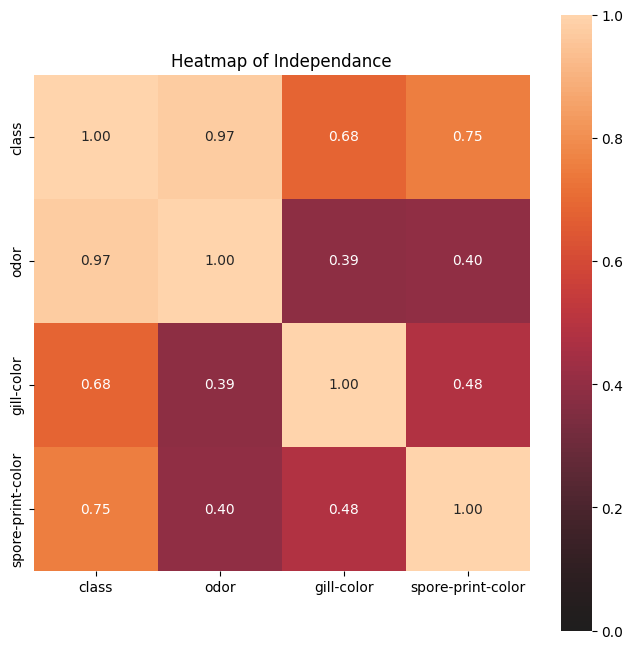 Heatmap of Independance
class 1.00 0.97 0.68 0.75
odor 0.97 1.00 0.39 0.40
gill-color 0.68 0.39 1.00 0.48
spore-print-color 0.75 0.40 0.48 1.00
class odor gill-color spore-print-color
1.0
0.8
0.6
0.4
0.2
0.0